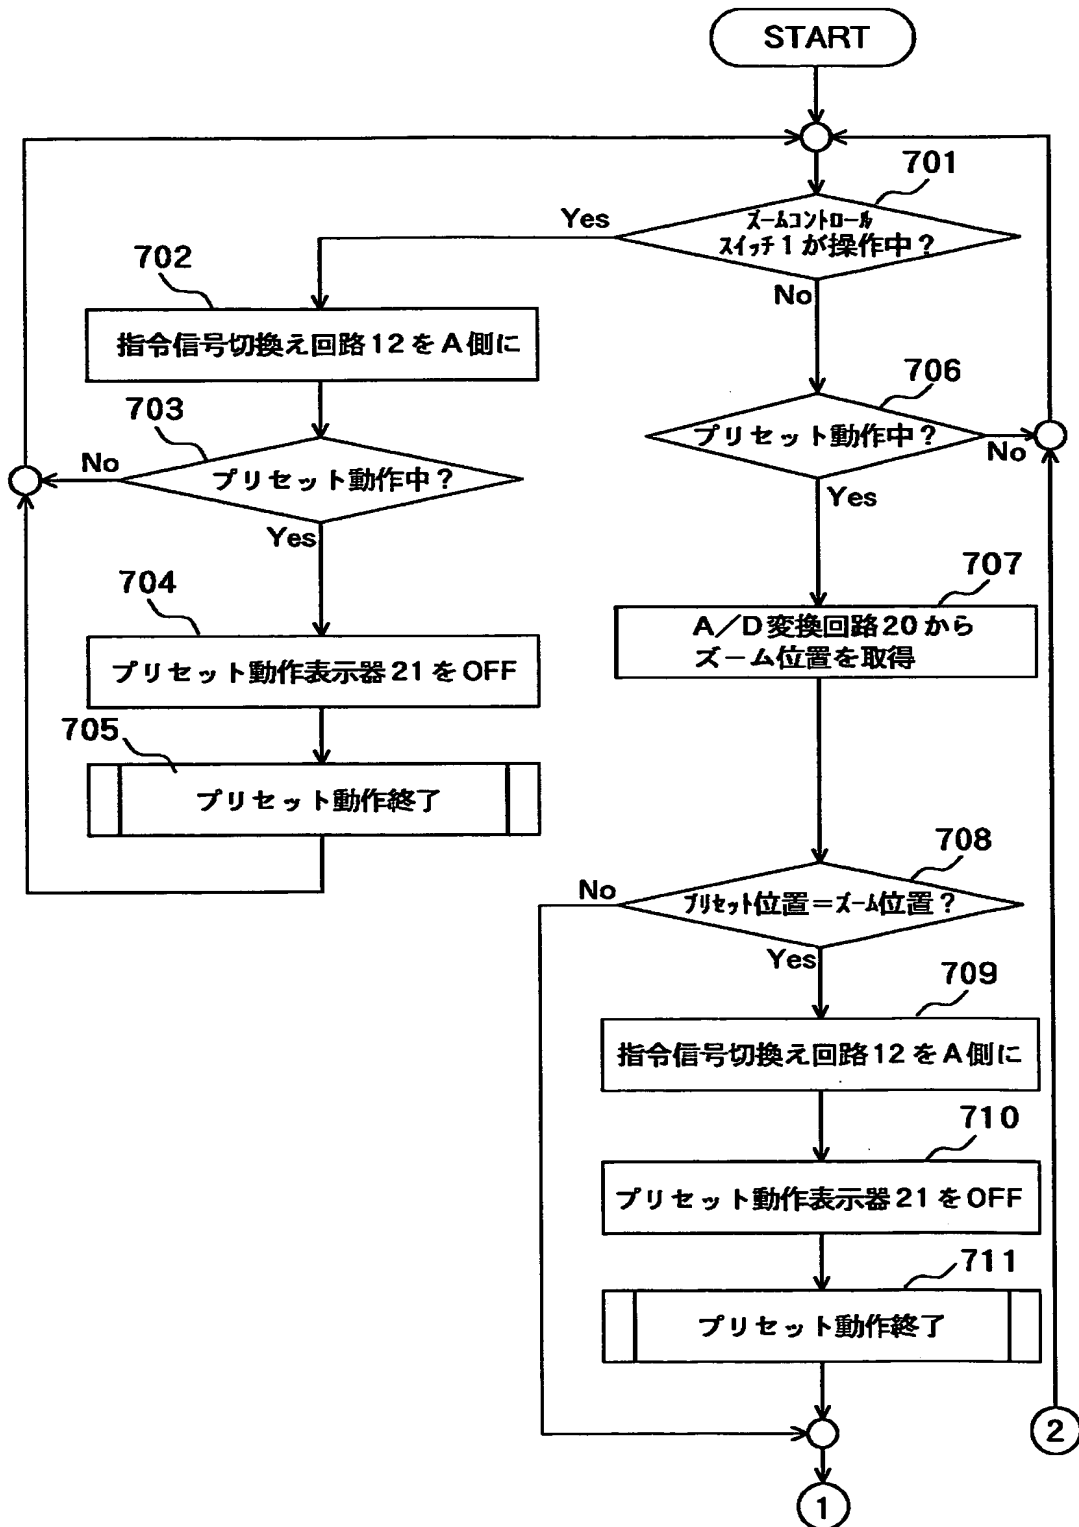 START
701
ズームコントロール
スイッチ1が操作中?
Yes
No
702
指令信号切換え回路12をA側に
703
プリセット動作中?
No
Yes
704
プリセット動作表示器21をOFF
705
プリセット動作終了
706
プリセット動作中?
No
Yes
707
A/D変換回路20から
ズーム位置を取得
708
プリセット位置=ズーム位置?
No
Yes
709
指令信号切換え回路12をA側に
710
プリセット動作表示器21をOFF
711
プリセット動作終了
2
1